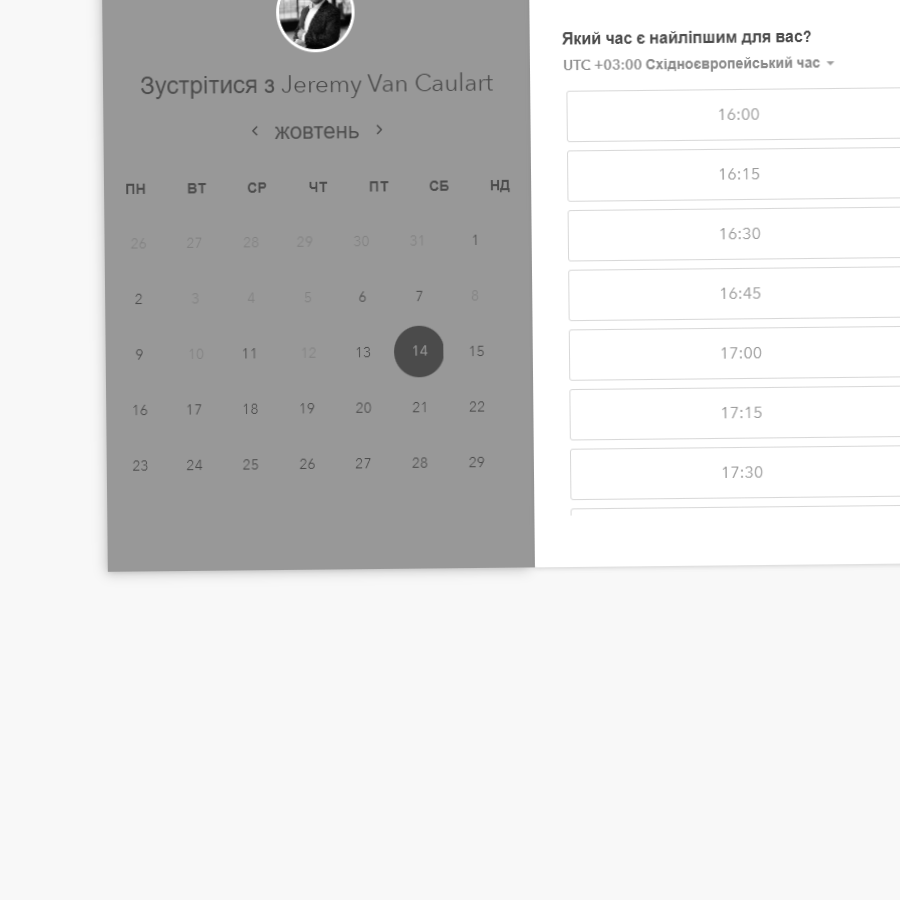 Зустрітися з Jeremy Van Caulart
жовтень
ПН ВТ СР ЧТ ПТ СБ НД
26 27 28 29 30 31 1
2 3 4 5 6 7 8
9 10 11 12 13 14 15
16 17 18 19 20 21 22
23 24 25 26 27 28 29
Який час є найліпшим для вас?
UTC +03:00 Східноєвропейський час
16:00
16:15
16:30
16:45
17:00
17:15
17:30